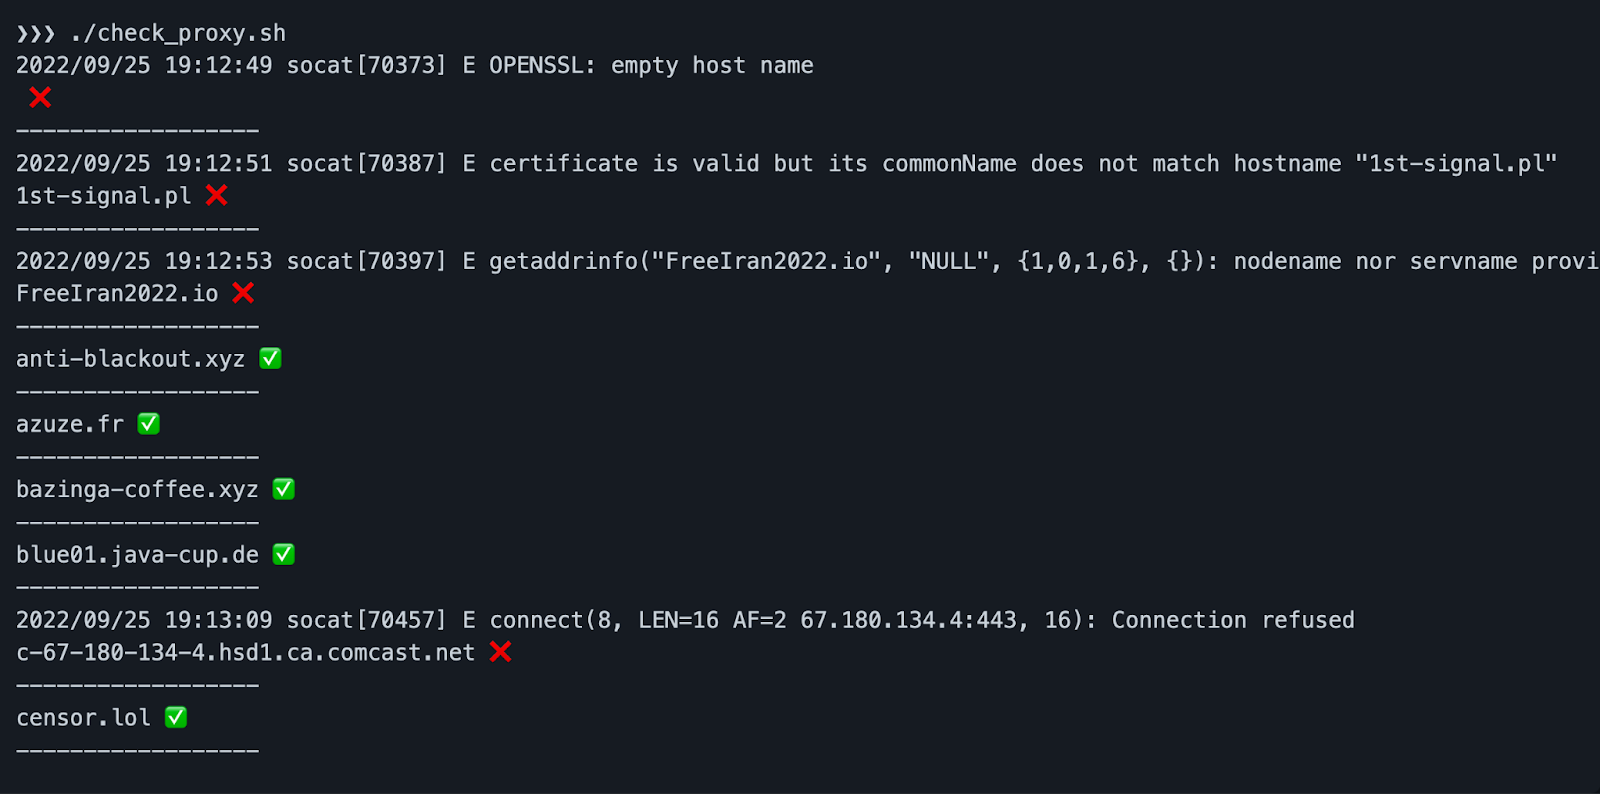 ❯❯❯ ./check_proxy.sh
2022/09/25 19:12:49 socat[70373] E OPENSSL: empty host name
❌
------------------
2022/09/25 19:12:51 socat[70387] E certificate is valid but its commonName does not match hostname "1st-signal.pl"
1st-signal.pl ❌
------------------
2022/09/25 19:12:53 socat[70397] E getaddrinfo("FreeIran2022.io", "NULL", {1,0,1,6}, {}): nodename nor servname provi
FreeIran2022.io ❌
------------------
anti-blackout.xyz ✅
------------------
azuze.fr ✅
------------------
bazinga-coffee.xyz ✅
------------------
blue01.java-cup.de ✅
------------------
2022/09/25 19:13:09 socat[70457] E connect(8, LEN=16 AF=2 67.180.134.4:443, 16): Connection refused
c-67-180-134-4.hsd1.ca.comcast.net ❌
------------------
censor.lol ✅
------------------